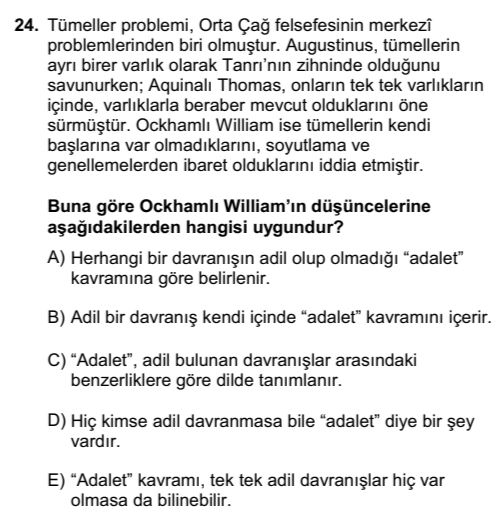 24. Tümeller problemi, Orta Çağ felsefesinin merkezî
problemlerinden biri olmuştur. Augustinus, tümellerin
ayrı birer varlık olarak Tanrı’nın zihninde olduğunu
savunurken; Aquinalı Thomas, onların tek tek varlıkların
içinde, varlıklarla beraber mevcut olduklarını öne
sürmüştür. Ockhamlı William ise tümellerin kendi
başlarına var olmadıklarını, soyutlama ve
genellemelerden ibaret olduklarını iddia etmiştir.
Buna göre Ockhamlı William’ın düşüncelerine
aşağıdakilerden hangisi uygundur?
A) Herhangi bir davranışın adil olup olmadığı “adalet”
kavramına göre belirlenir.
B) Adil bir davranış kendi içinde “adalet” kavramını içerir.
C) “Adalet”, adil bulunan davranışlar arasındaki
benzerliklere göre dilde tanımlanır.
D) Hiç kimse adil davranmasa bile “adalet” diye bir şey
vardır.
E) “Adalet” kavramı, tek tek adil davranışlar hiç var
olmasa da bilinebilir.